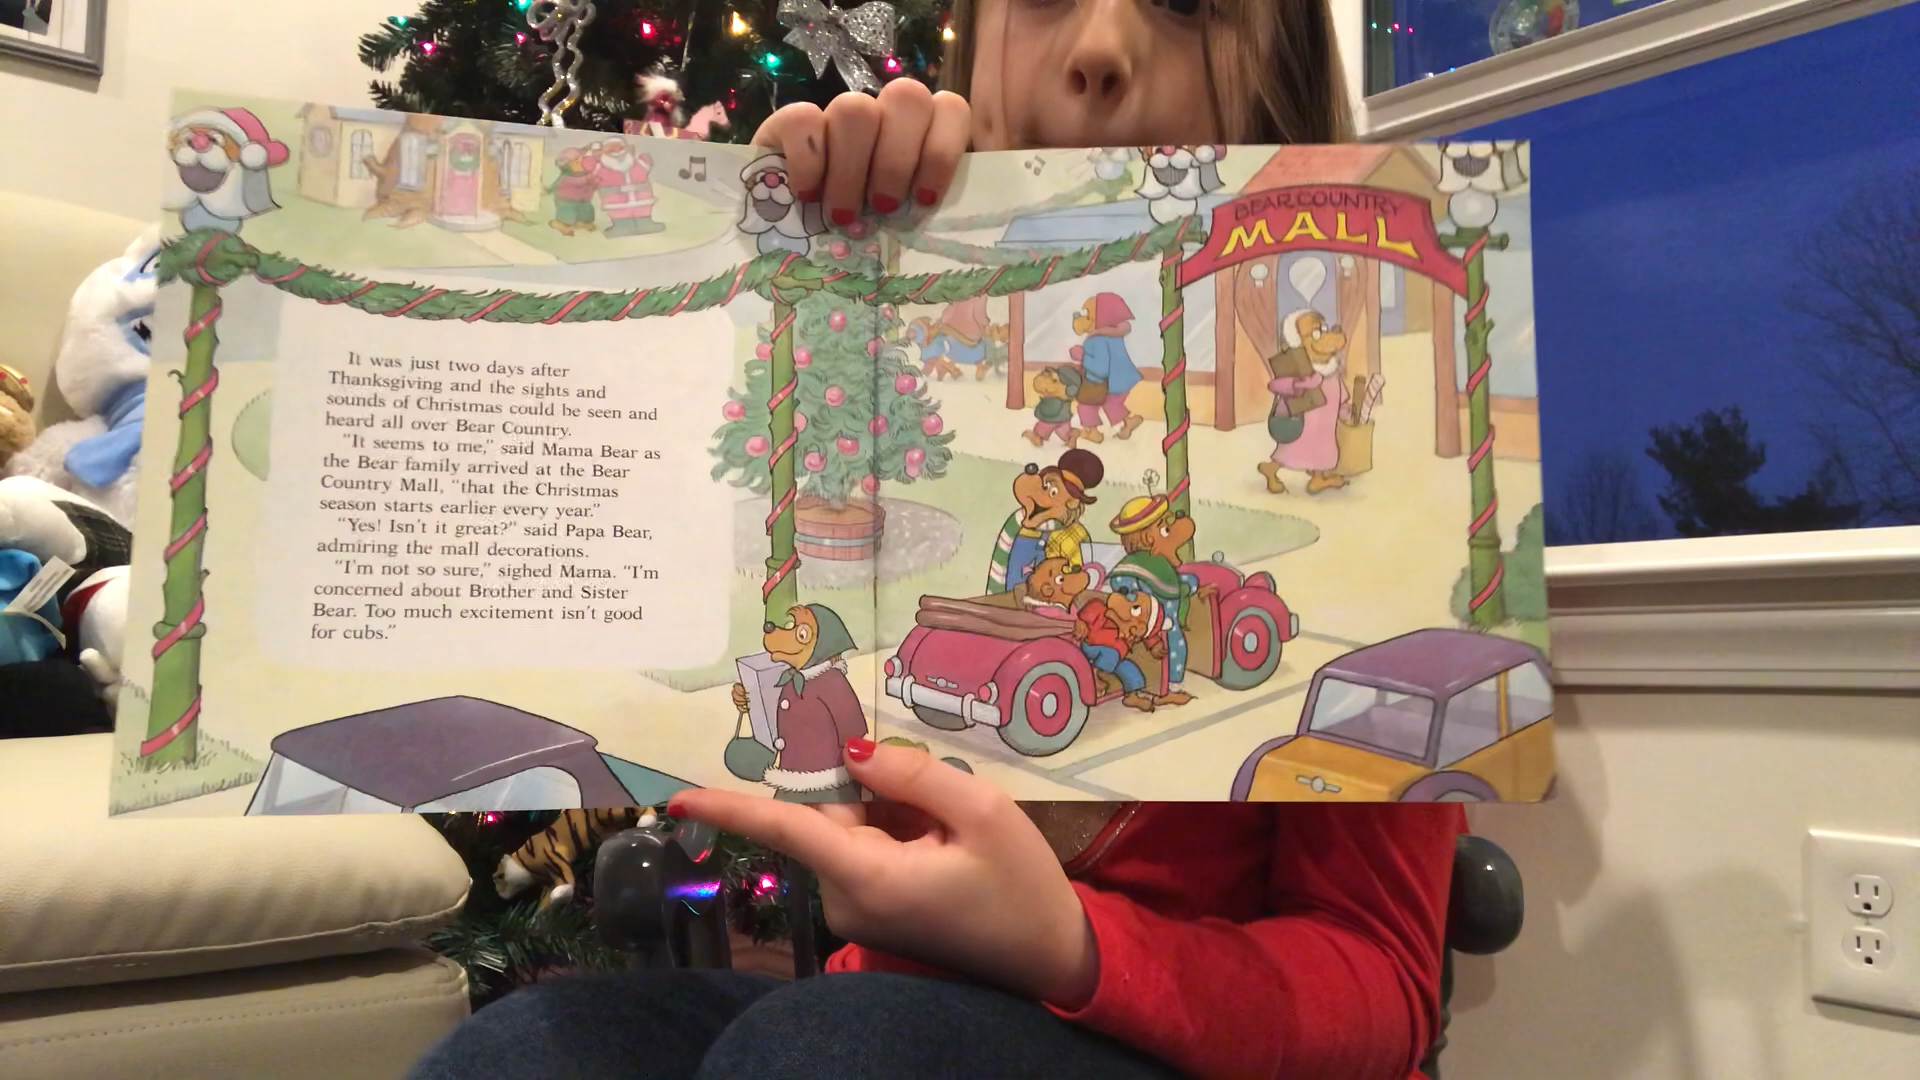 It was just two days after
Thanksgiving and the sights and
sounds of Christmas could be seen and
heard all over Bear Country.
"It seems to me," said Mama Bear as
the Bear family arrived at the Bear
Country Mall, "that the Christmas
season starts earlier every year."
"Yes! Isn't it great?" said Papa Bear,
admiring the mall decorations.
"I'm not so sure," sighed Mama. "I'm
concerned about Brother and Sister
Bear. Too much excitement isn't good
for cubs."
BEAR COUNTRY
MALL